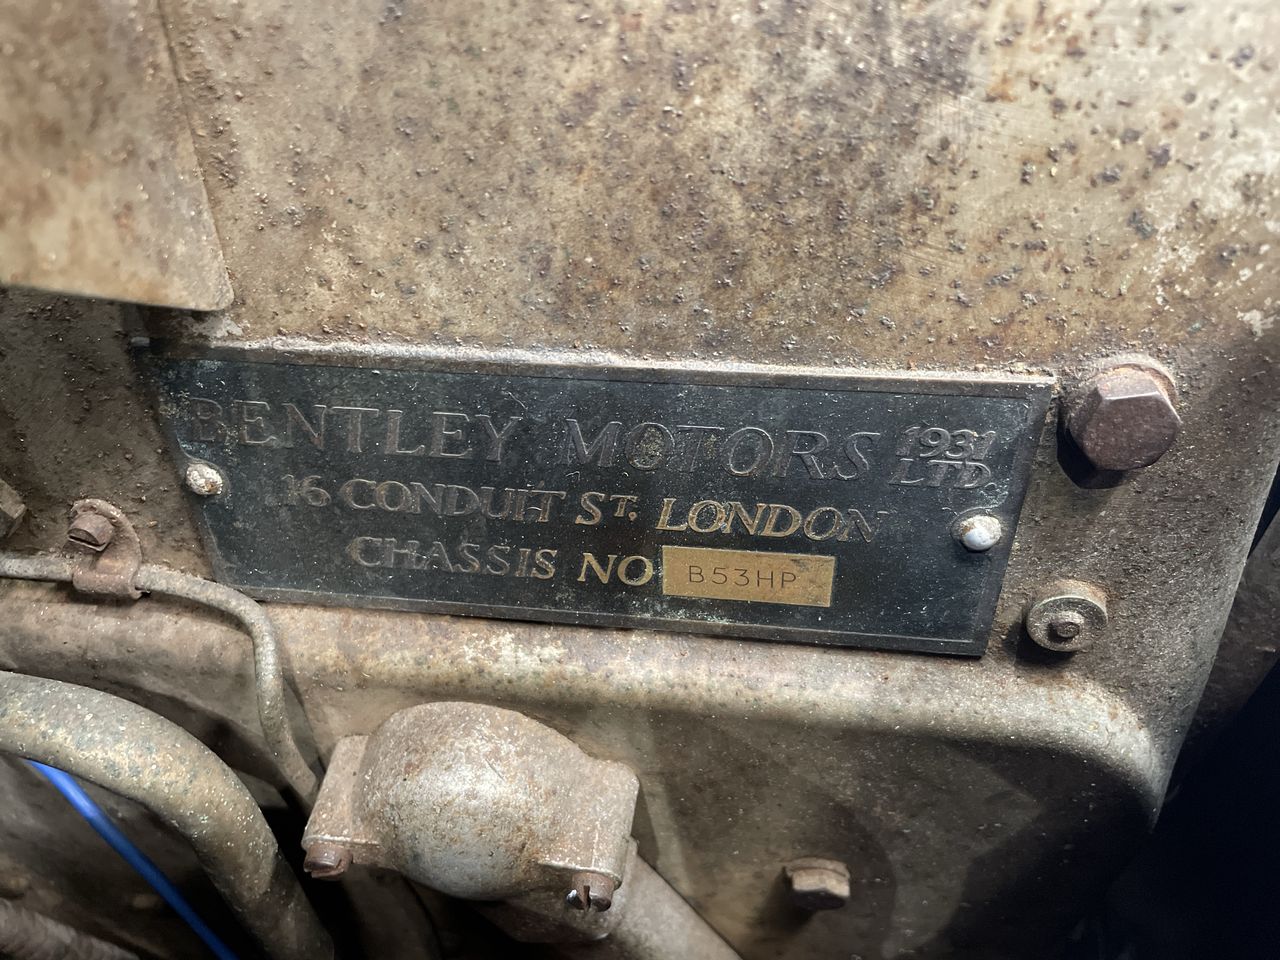 BENTLEY MOTORS 1931 LTD.
16 CONDUIT ST. LONDON
CHASSIS NO B53HP